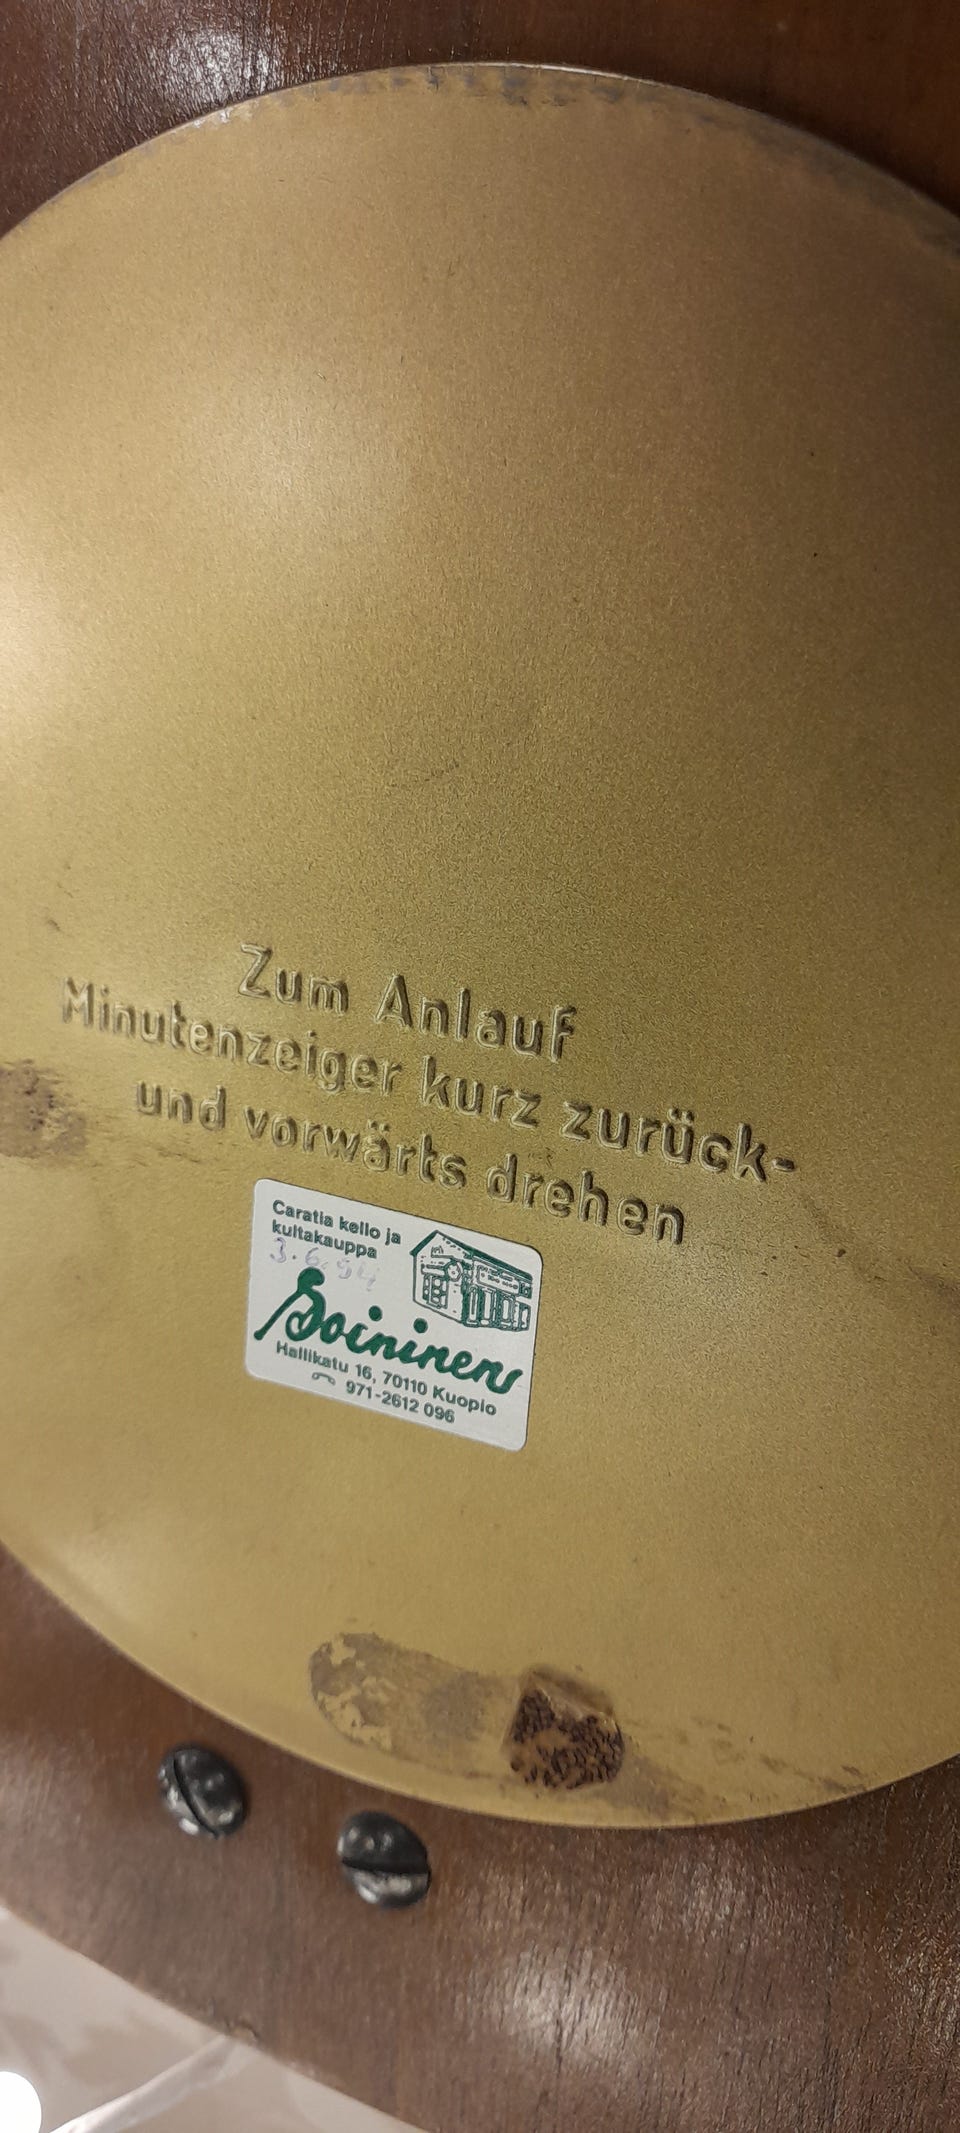 Zum Anlauf
Minutenzeiger kurz zurück-
und vorwärts drehen
Caratia kello ja
kultakauppa
3.6.94
Soininen
Hallikatu 16, 70110 Kuopio
971-2612 096